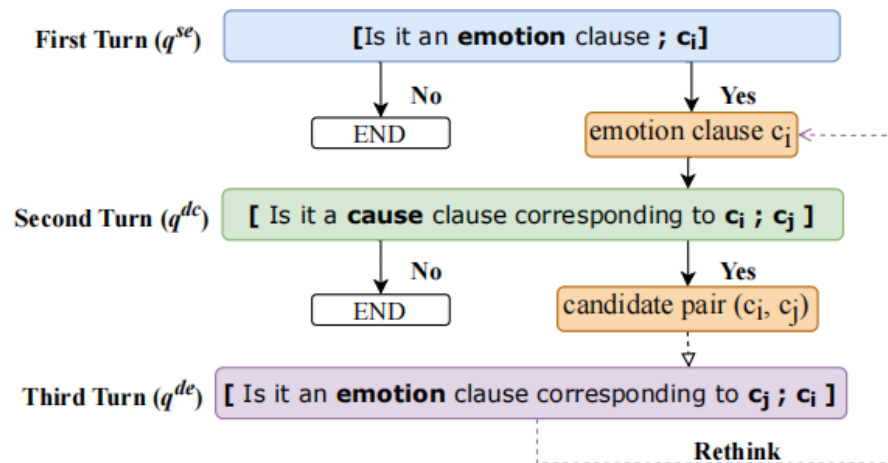 First Turn (q^se) [Is it an emotion clause ; c_i]
No Yes
END emotion clause c_i
Second Turn (q^dc) [ Is it a cause clause corresponding to c_i ; c_j ]
No Yes
END candidate pair (c_i, c_j)
Third Turn (q^de) [ Is it an emotion clause corresponding to c_j ; c_i ]
Rethink